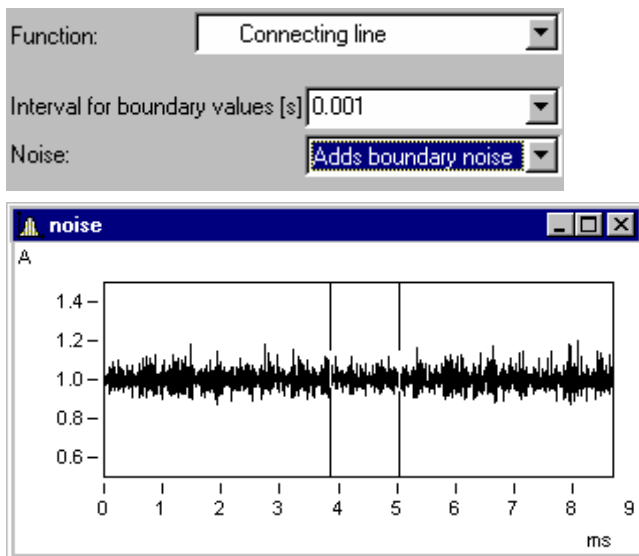 Function: Connecting line
Interval for boundary values [s] 0.001
Noise: Adds boundary noise
noise
A
1.4
1.2
1.0
0.8
0.6
0 1 2 3 4 5 6 7 8 9
ms